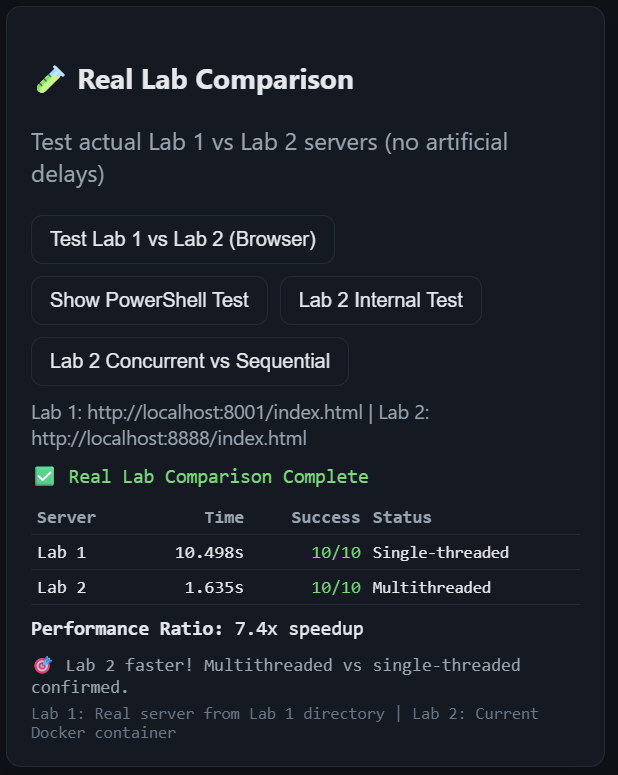 Real Lab Comparison
Test actual Lab 1 vs Lab 2 servers (no artificial
delays)
Test Lab 1 vs Lab 2 (Browser)
Show PowerShell Test
Lab 2 Internal Test
Lab 2 Concurrent vs Sequential
Lab 1: http://localhost:8001/index.html | Lab 2:
http://localhost:8888/index.html
✅ Real Lab Comparison Complete
Server Time Success Status
Lab 1 10.498s 10/10 Single-threaded
Lab 2 1.635s 10/10 Multithreaded
Performance Ratio: 7.4x speedup
🎯 Lab 2 faster! Multithreaded vs single-threaded
confirmed.
Lab 1: Real server from Lab 1 directory | Lab 2: Current
Docker container